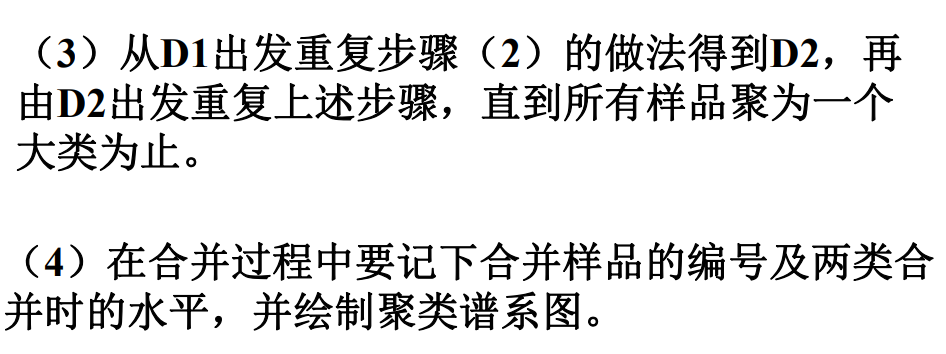 （3）从D1出发重复步骤（2）的做法得到D2，再
由D2出发重复上述步骤，直到所有样品聚为一个
大类为止。
（4）在合并过程中要记下合并样品的编号及两类合
并时的水平，并绘制聚类谱系图。